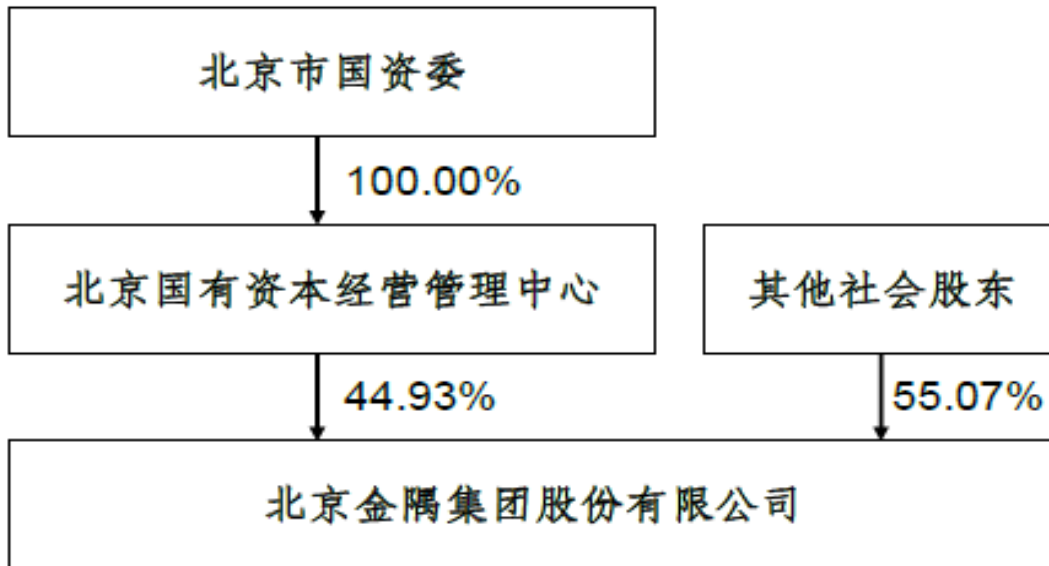 北京市国资委
100.00%
北京国有资本经营管理中心
其他社会股东
44.93%
55.07%
北京金隅集团股份有限公司